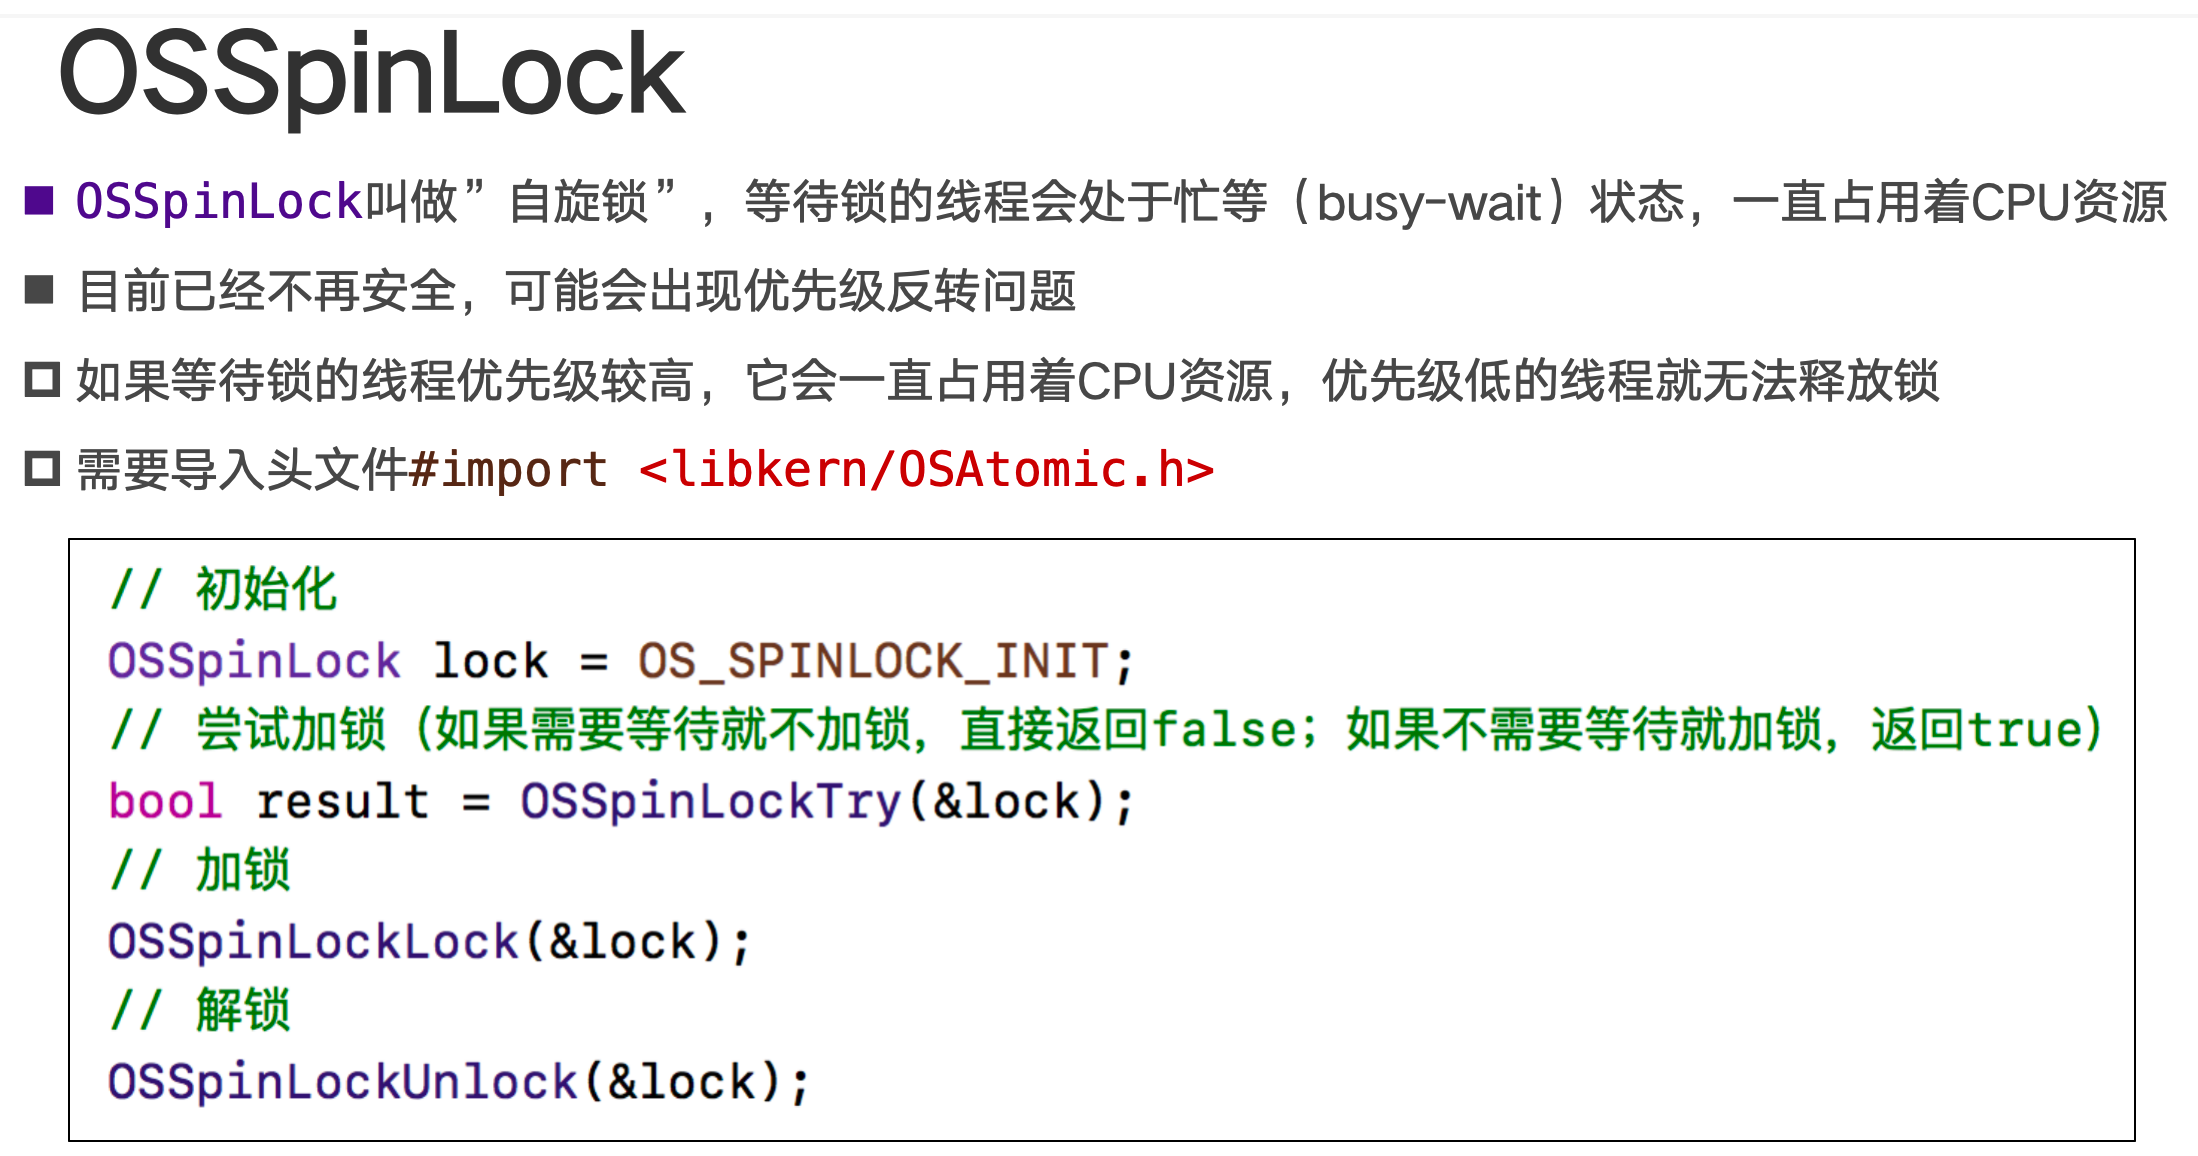 OSSpinLock
OSSpinLock叫做”自旋锁”，等待锁的线程会处于忙等（busy-wait）状态，一直占用着CPU资源
目前已经不再安全，可能会出现优先级反转问题
如果等待锁的线程优先级较高，它会一直占用着CPU资源，优先级低的线程就无法释放锁
需要导入头文件#import <libkern/OSAtomic.h>
// 初始化
OSSpinLock lock = OS_SPINLOCK_INIT;
// 尝试加锁（如果需要等待就不加锁，直接返回false；如果不需要等待就加锁，返回true）
bool result = OSSpinLockTry(&lock);
// 加锁
OSSpinLockLock(&lock);
// 解锁
OSSpinLockUnlock(&lock);